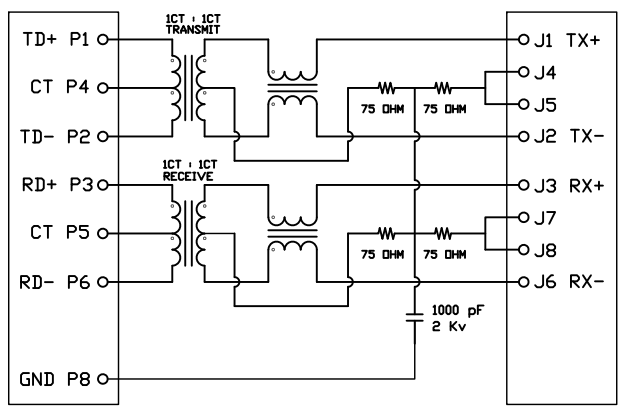 1CT : 1CT
TRANSMIT
TD+ P1
J1 TX+
J4
CT P4
75 OHM 75 OHM
J5
TD- P2
J2 TX-
1CT : 1CT
RECEIVE
RD+ P3
J3 RX+
J7
CT P5
75 OHM 75 OHM
J8
RD- P6
J6 RX-
1000 pF
2 Kv
GND P8